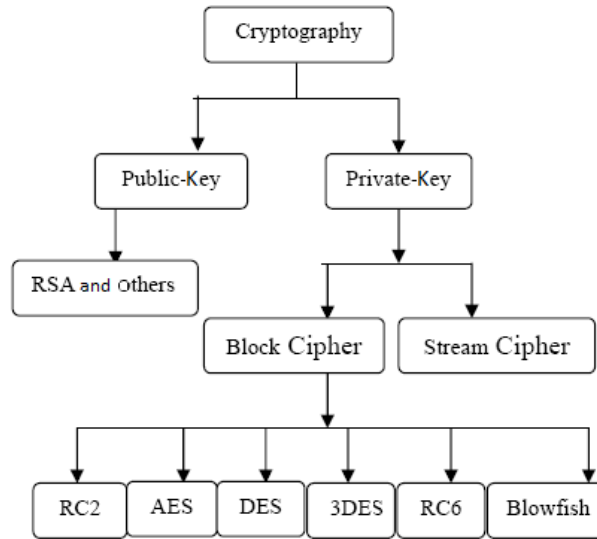 Cryptography
Public-Key
Private-Key
RSA and Others
Block Cipher
Stream Cipher
RC2
AES
DES
3DES
RC6
Blowfish